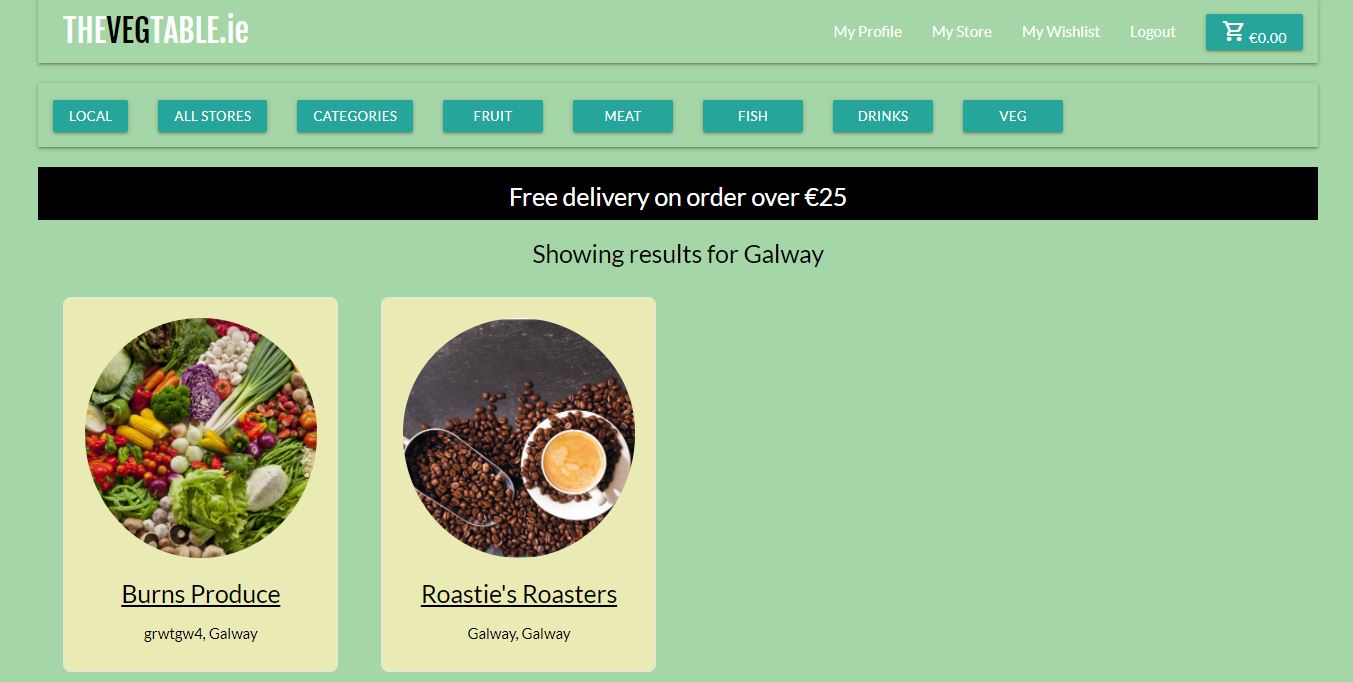 THEVEGTABLE.ie
My Profile My Store My Wishlist Logout €0.00
LOCAL ALL STORES CATEGORIES FRUIT MEAT FISH DRINKS VEG
Free delivery on order over €25
Showing results for Galway
Burns Produce
grwtgw4, Galway
Roastie's Roasters
Galway, Galway